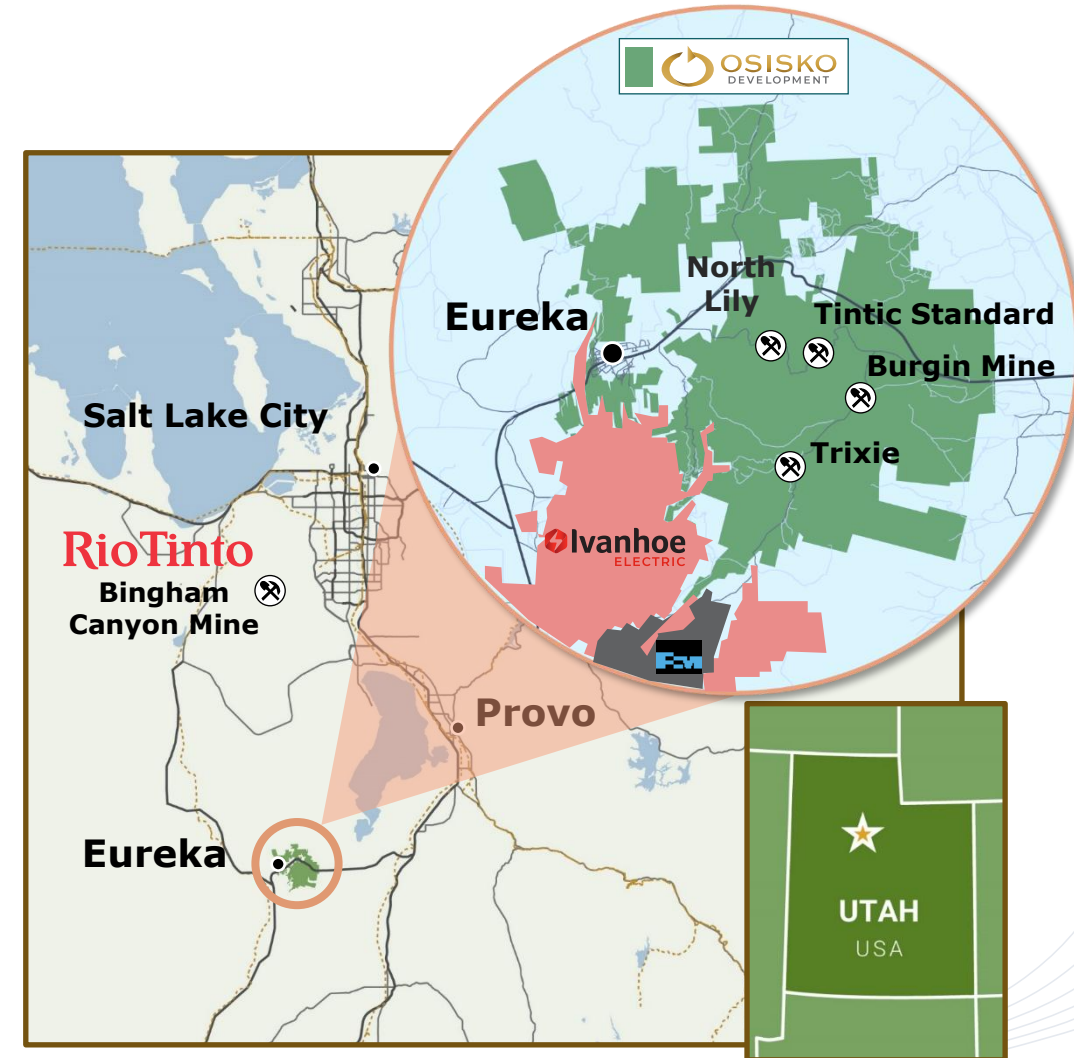 OSISKO
DEVELOPMENT
North
Lily
Eureka
Tintic Standard
Burgin Mine
Trixie
Ivanhoe
ELECTRIC
Salt Lake City
RioTinto
Bingham
Canyon Mine
Provo
Eureka
UTAH
USA